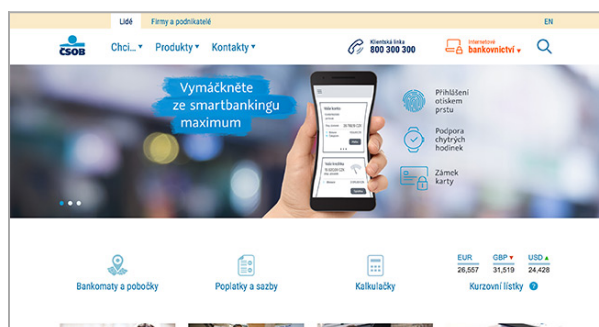 Lidé Firmy a podnikatelé EN
ČSOB Chci... Produkty Kontakty Klientská linka 800 300 300 Internetové bankovnictví
Vymáčkněte
ze smartbankingu
maximum
Přihlášení
otiskem
prstu
Podpora
chytrých
hodinek
Zámek
karty
EUR GBP USD
26,557 31,519 24,428
Bankomaty a pobočky Poplatky a sazby Kalkulačky Kurzovní lístky ?